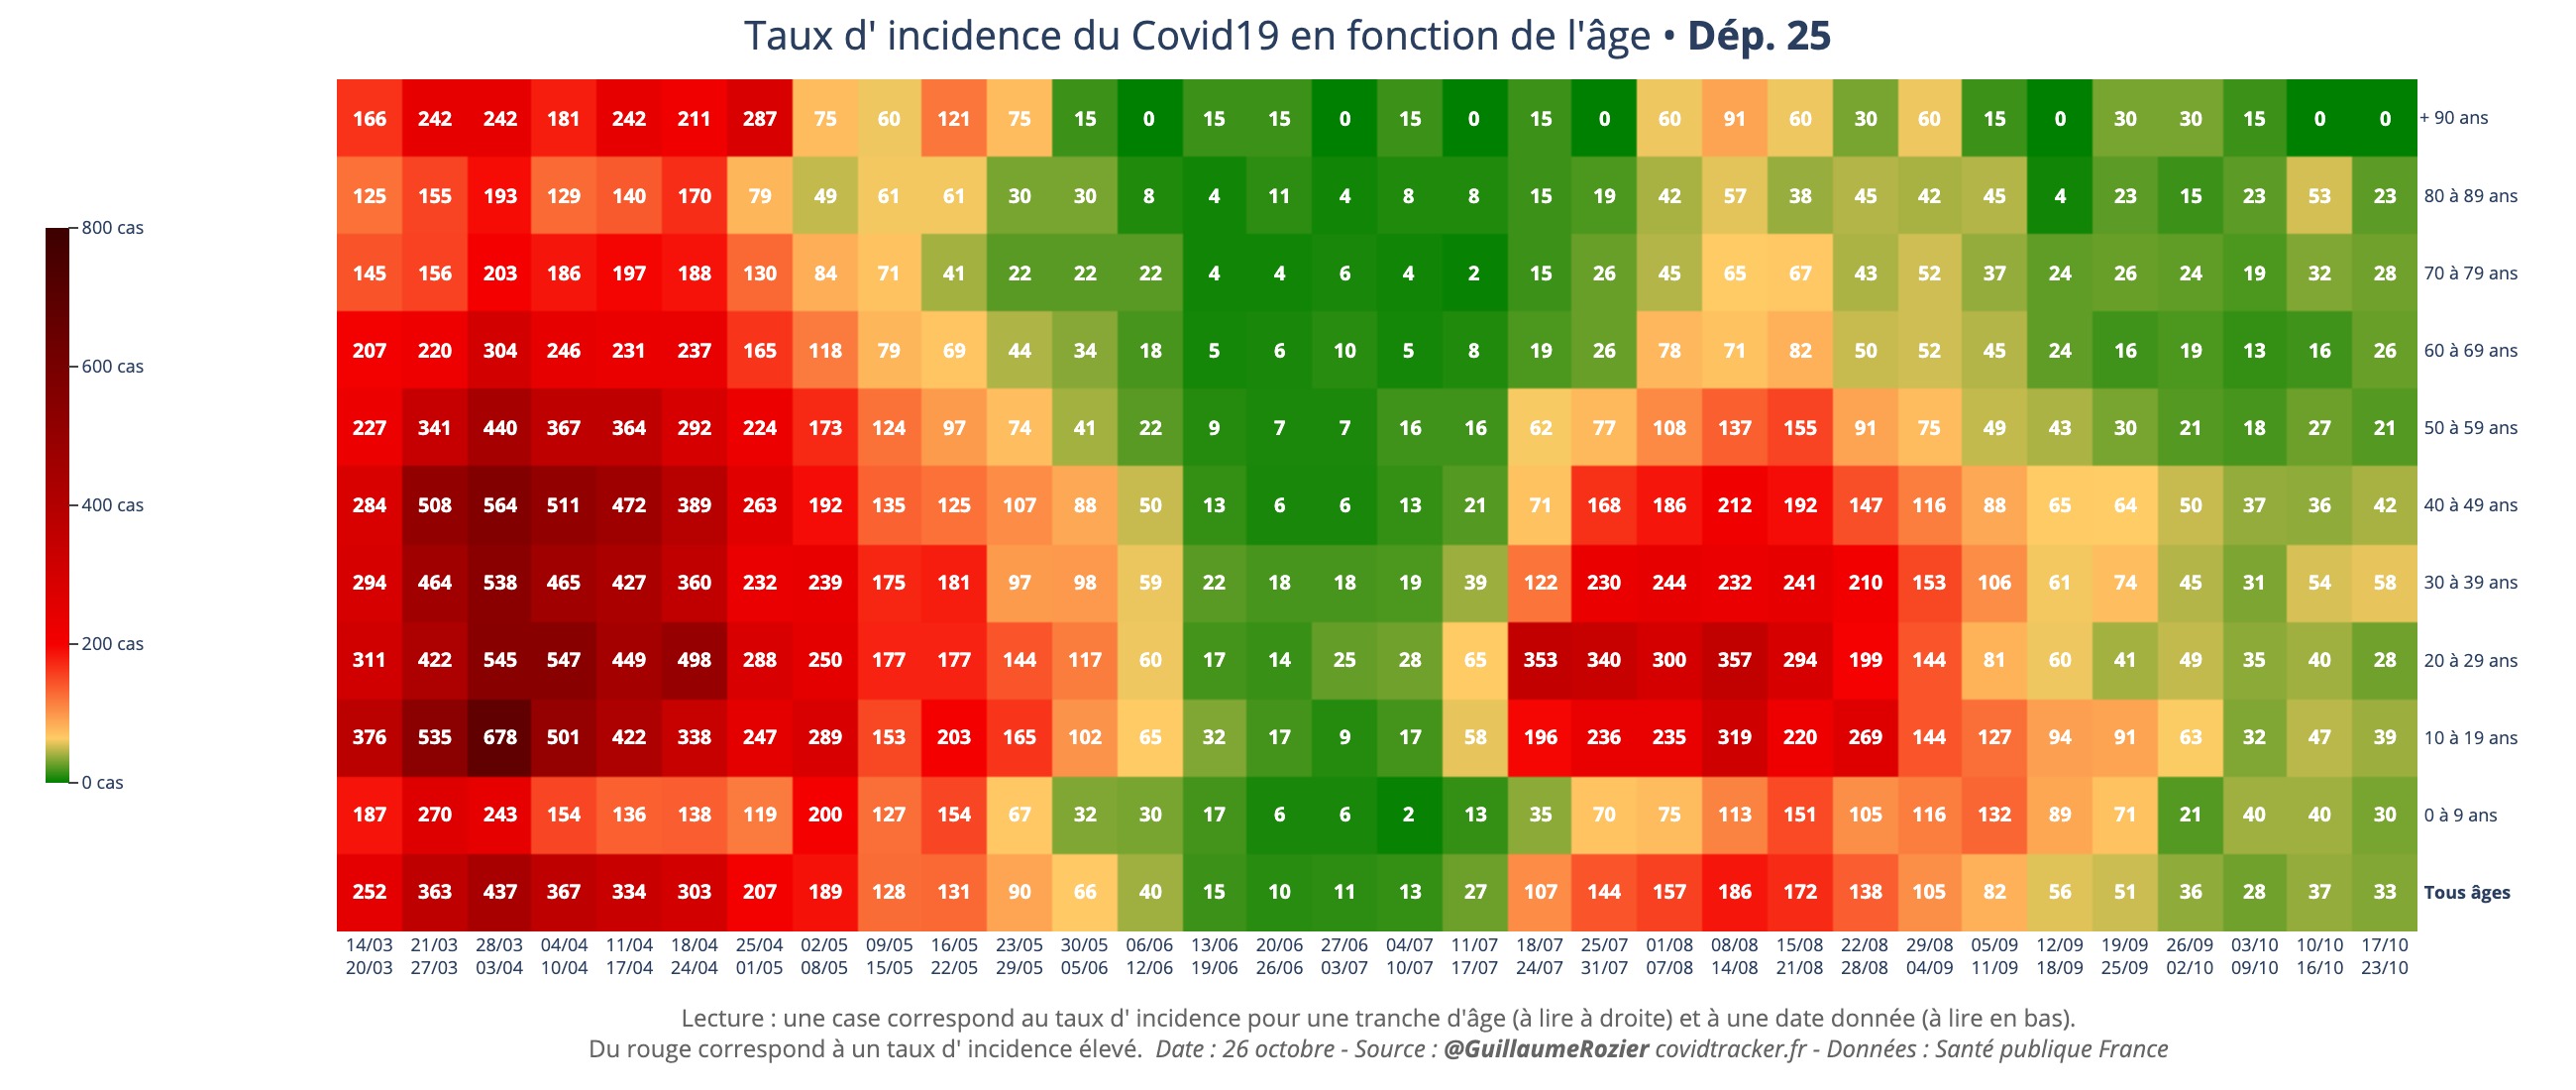 Taux d' incidence du Covid19 en fonction de l'âge • Dép. 25
800 cas
600 cas
400 cas
200 cas
0 cas
166 242 242 181 242 211 287 75 60 121 75 15 0 15 15 0 15 0 15 0 60 91 60 30 60 15 0 30 30 15 0 0 + 90 ans
125 155 193 129 140 170 79 49 61 61 30 30 8 4 11 4 8 8 15 19 42 57 38 45 42 45 4 23 15 23 53 23 80 à 89 ans
145 156 203 186 197 188 130 84 71 41 22 22 22 4 4 6 4 2 15 26 45 65 67 43 52 37 24 26 24 19 32 28 70 à 79 ans
207 220 304 246 231 237 165 118 79 69 44 34 18 5 6 10 5 8 19 26 78 71 82 50 52 45 24 16 19 13 16 26 60 à 69 ans
227 341 440 367 364 292 224 173 124 97 74 41 22 9 7 7 16 16 62 77 108 137 155 91 75 49 43 30 21 18 27 21 50 à 59 ans
284 508 564 511 472 389 263 192 135 125 107 88 50 13 6 6 13 21 71 168 186 212 192 147 116 88 65 64 50 37 36 42 40 à 49 ans
294 464 538 465 427 360 232 239 175 181 97 98 59 22 18 18 19 39 122 230 244 232 241 210 153 106 61 74 45 31 54 58 30 à 39 ans
311 422 545 547 449 498 288 250 177 177 144 117 60 17 14 25 28 65 353 340 300 357 294 199 144 81 60 41 49 35 40 28 20 à 29 ans
376 535 678 501 422 338 247 289 153 203 165 102 65 32 17 9 17 58 196 236 235 319 220 269 144 127 94 91 63 32 47 39 10 à 19 ans
187 270 243 154 136 138 119 200 127 154 67 32 30 17 6 6 2 13 35 70 75 113 151 105 116 132 89 71 21 40 40 30 0 à 9 ans
252 363 437 367 334 303 207 189 128 131 90 66 40 15 10 11 13 27 107 144 157 186 172 138 105 82 56 51 36 28 37 33 Tous âges
14/03 21/03 28/03 04/04 11/04 18/04 25/04 02/05 09/05 16/05 23/05 30/05 06/06 13/06 20/06 27/06 04/07 11/07 18/07 25/07 01/08 08/08 15/08 22/08 29/08 05/09 12/09 19/09 26/09 03/10 10/10 17/10
20/03 27/03 03/04 10/04 17/04 24/04 01/05 08/05 15/05 22/05 29/05 05/06 12/06 19/06 26/06 03/07 10/07 17/07 24/07 31/07 07/08 14/08 21/08 28/08 04/09 11/09 18/09 25/09 02/10 09/10 16/10 23/10
Lecture : une case correspond au taux d' incidence pour une tranche d'âge (à lire à droite) et à une date donnée (à lire en bas).
Du rouge correspond à un taux d' incidence élevé. Date : 26 octobre - Source : @GuillaumeRozier covidtracker.fr - Données : Santé publique France